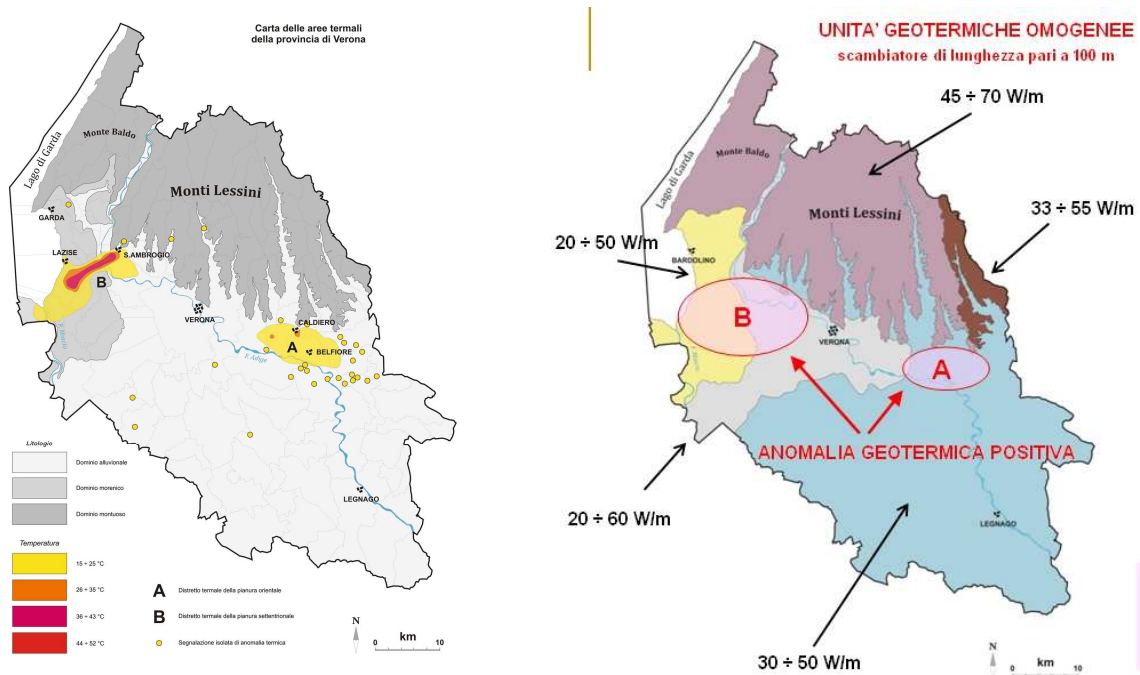 Carta delle aree termali
della provincia di Verona
Lago di Garda
Monte Baldo
Monti Lessini
GARDA
LAZISE
S.AMBROGIO
B
VERONA
CALDIERO
A
BELFIORE
F. Adige
LEGNAGO
Litologio
Dominio alluvionale
Dominio morenico
Dominio montuoso
Temperatura
15 ÷ 25 °C
26 ÷ 35 °C
36 ÷ 43 °C
44 ÷ 52 °C
A Distretto termale della pianura orientale
B Distretto termale della pianura settentrionale
Segnalazione isolata di anomalia termica
N
km
0 10
UNITA' GEOTERMICHE OMOGENEE
scambiatore di lunghezza pari a 100 m
45 ÷ 70 W/m
Lago di Garda
Monte Baldo
Monti Lessini
33 ÷ 55 W/m
20 ÷ 50 W/m
BARDOLINO
B
VERONA
A
ANOMALIA GEOTERMICA POSITIVA
20 ÷ 60 W/m
LEGNAGO
30 ÷ 50 W/m
N
km
0 10